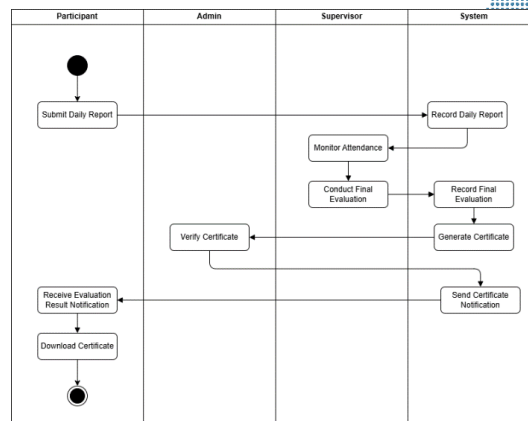 Participant
Admin
Supervisor
System
Submit Daily Report
Record Daily Report
Monitor Attendance
Conduct Final
Evaluation
Record Final
Evaluation
Verify Certificate
Generate Certificate
Receive Evaluation
Result Notification
Send Certificate
Notification
Download Certificate